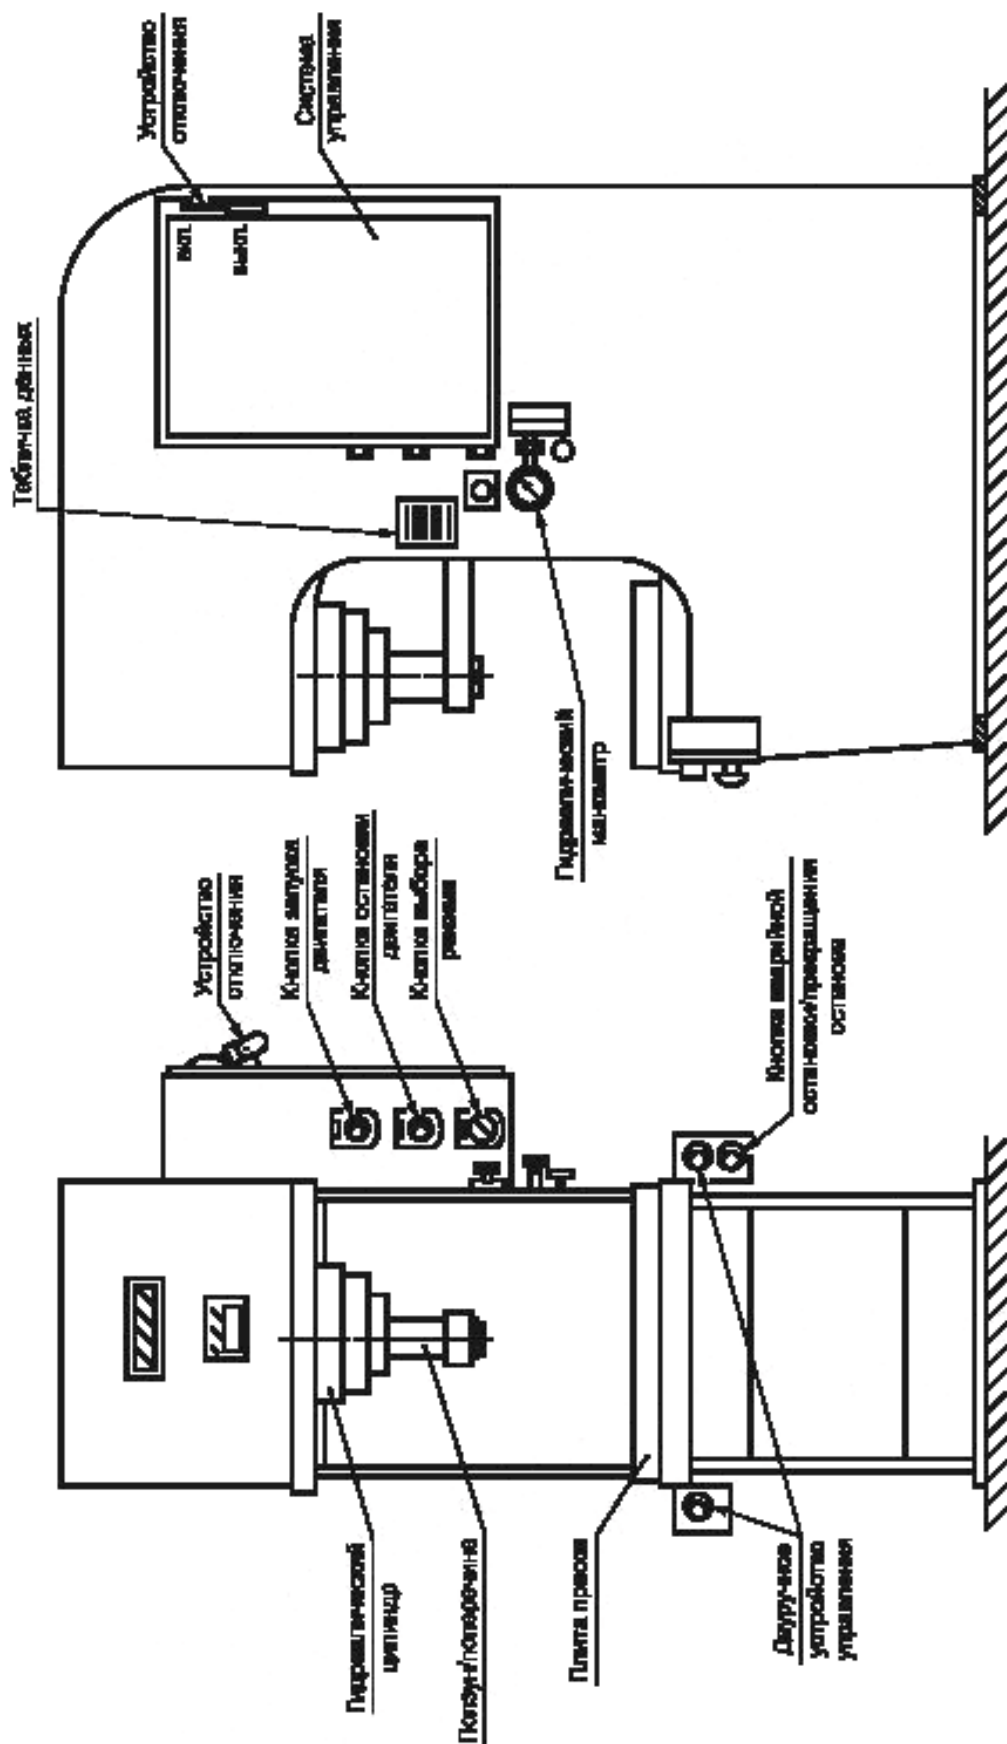 Устройство
отключения
Система
управления
вкл.
выкл.
Табличка данных
Гидравлический
манометр
Устройство
отключения
Кнопка запуска
двигателя
Кнопка остановки
двигателя
Кнопка выбора
режима
Кнопка аварийной
остановки/прекращения
останова
Гидравлический
цилиндр
Ползун/поперечина
Плита пресса
Двуручное
устройство
управления